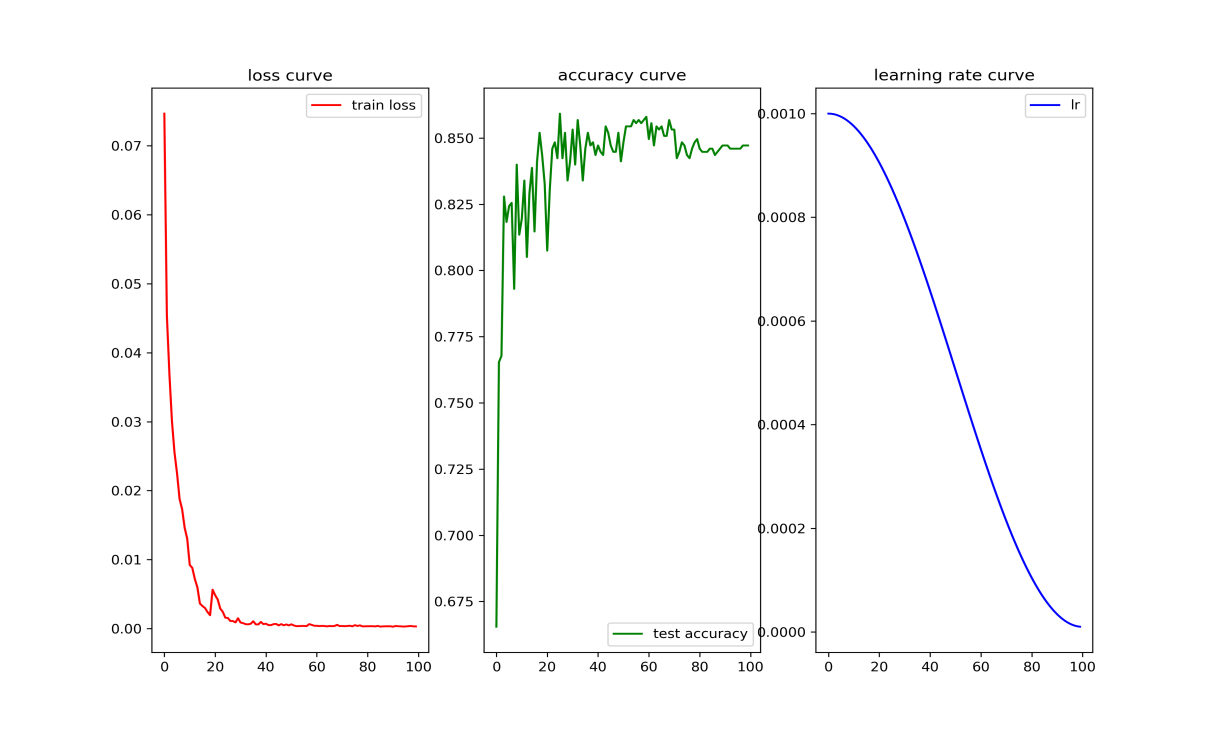 loss curve
train loss
0.07
0.06
0.05
0.04
0.03
0.02
0.01
0.00
0 20 40 60 80 100
accuracy curve
0.850
0.825
0.800
0.775
0.750
0.725
0.700
0.675
test accuracy
0 20 40 60 80 100
learning rate curve
lr
0.0010
0.0008
0.0006
0.0004
0.0002
0.0000
0 20 40 60 80 100